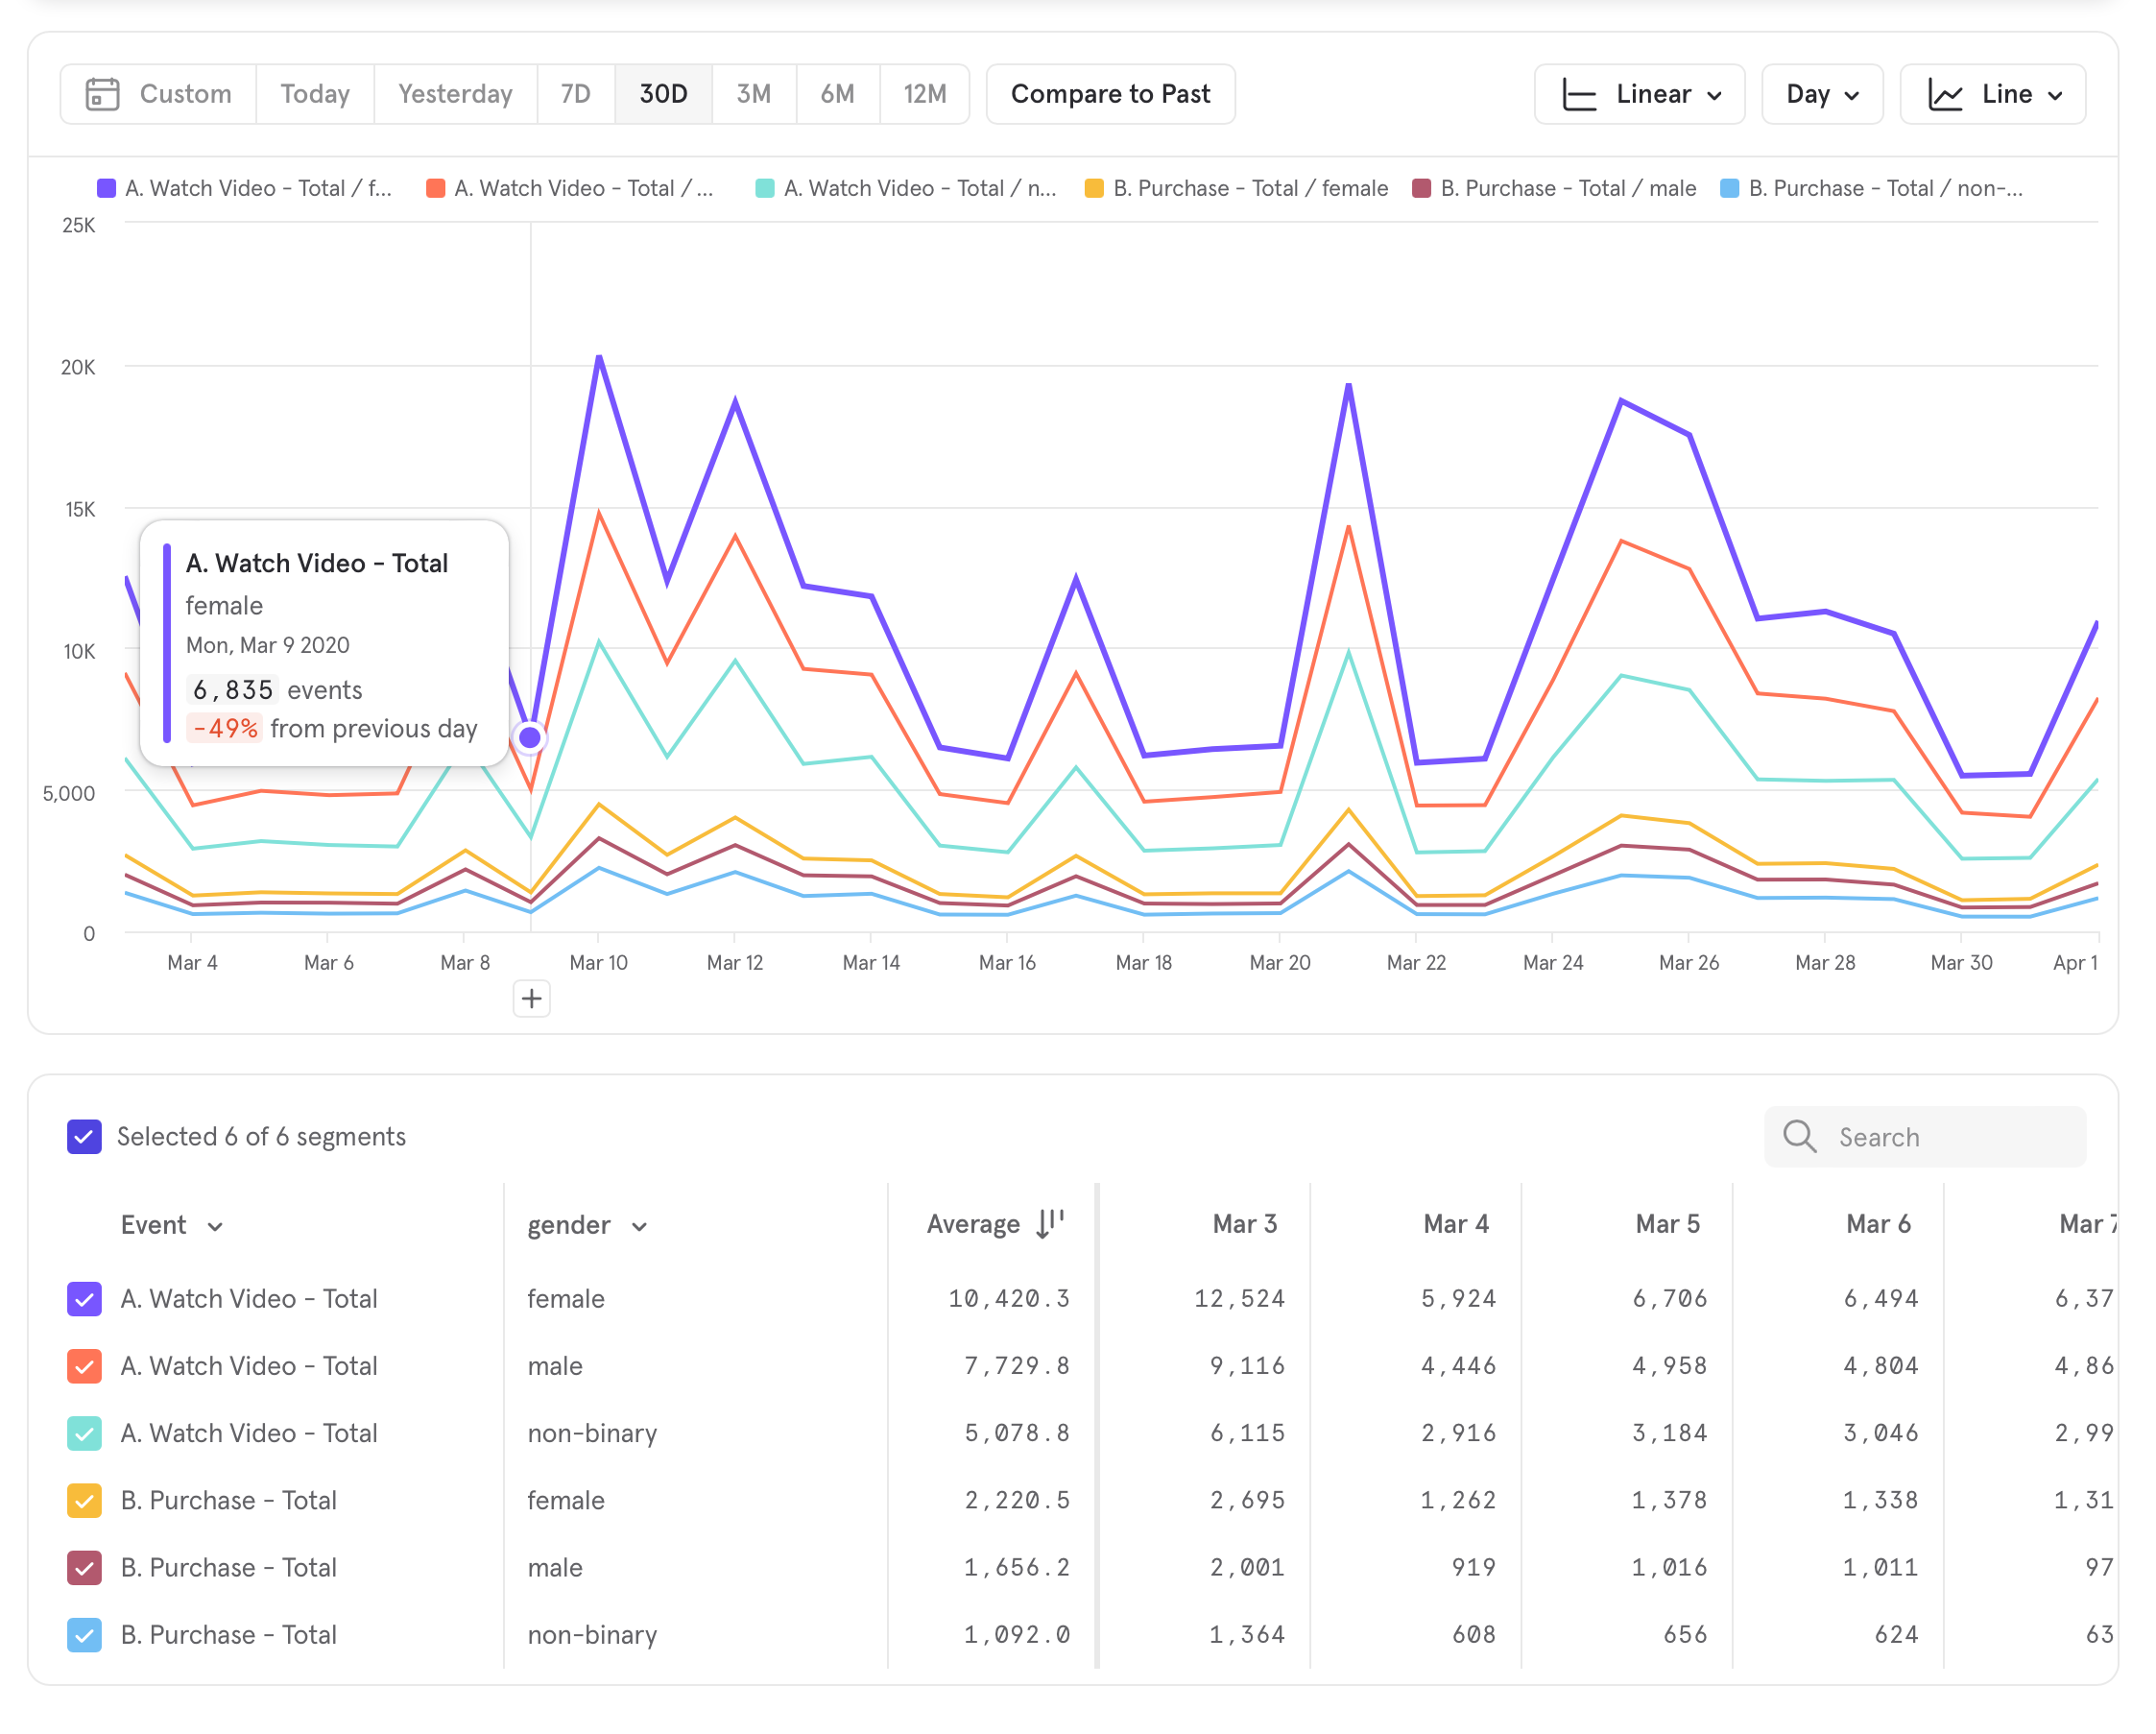 Custom Today Yesterday 7D 30D 3M 6M 12M Compare to Past Linear Day Line
A. Watch Video - Total / f... A. Watch Video - Total / ... A. Watch Video - Total / n... B. Purchase - Total / female B. Purchase - Total / male B. Purchase - Total / non-...
25K
20K
15K
10K
5,000
0
A. Watch Video - Total
female
Mon, Mar 9 2020
6,835 events
-49% from previous day
Mar 4 Mar 6 Mar 8 Mar 10 Mar 12 Mar 14 Mar 16 Mar 18 Mar 20 Mar 22 Mar 24 Mar 26 Mar 28 Mar 30 Apr 1
Selected 6 of 6 segments Search
Event gender Average Mar 3 Mar 4 Mar 5 Mar 6 Mar 7
A. Watch Video - Total female 10,420.3 12,524 5,924 6,706 6,494 6,37
A. Watch Video - Total male 7,729.8 9,116 4,446 4,958 4,804 4,86
A. Watch Video - Total non-binary 5,078.8 6,115 2,916 3,184 3,046 2,99
B. Purchase - Total female 2,220.5 2,695 1,262 1,378 1,338 1,31
B. Purchase - Total male 1,656.2 2,001 919 1,016 1,011 97
B. Purchase - Total non-binary 1,092.0 1,364 608 656 624 63